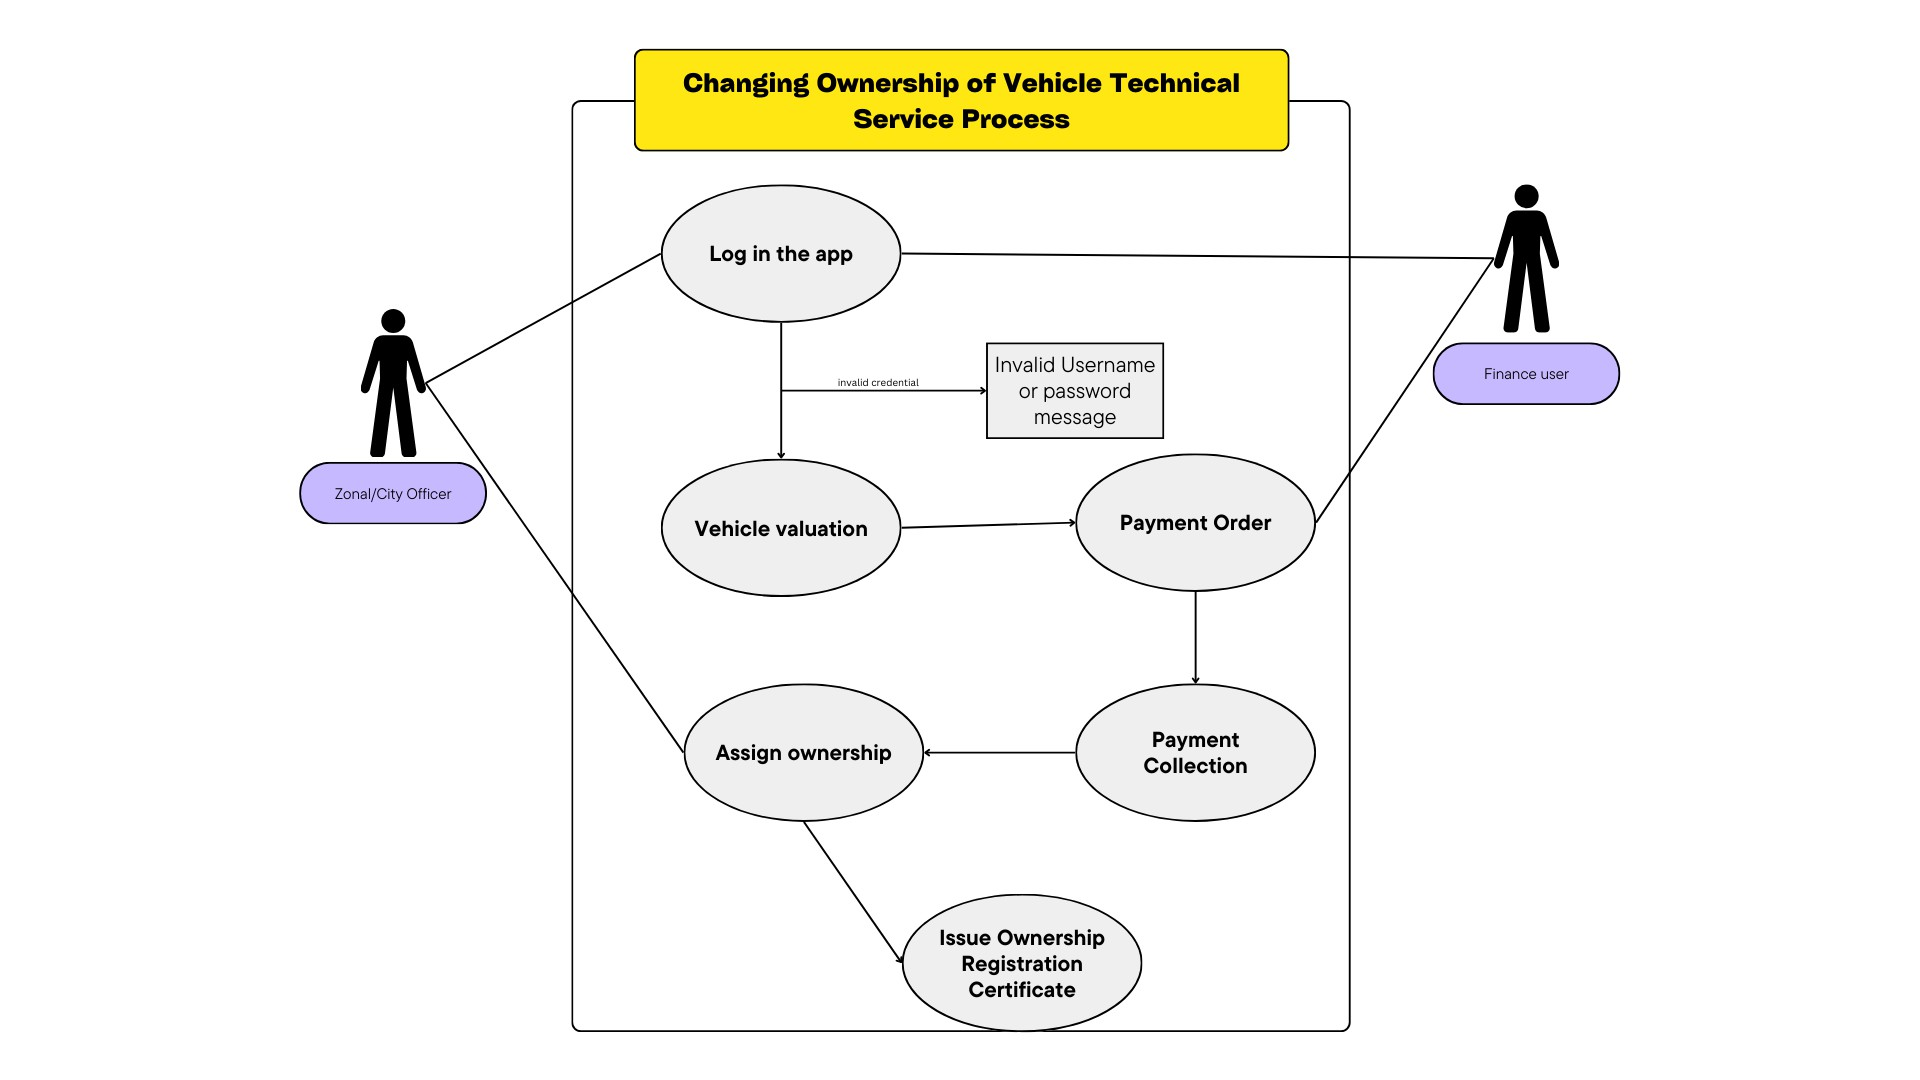 Changing Ownership of Vehicle Technical
Service Process
Log in the app
invalid credential
Invalid Username
or password
message
Finance user
Zonal/City Officer
Vehicle valuation
Payment Order
Assign ownership
Payment
Collection
Issue Ownership
Registration
Certificate